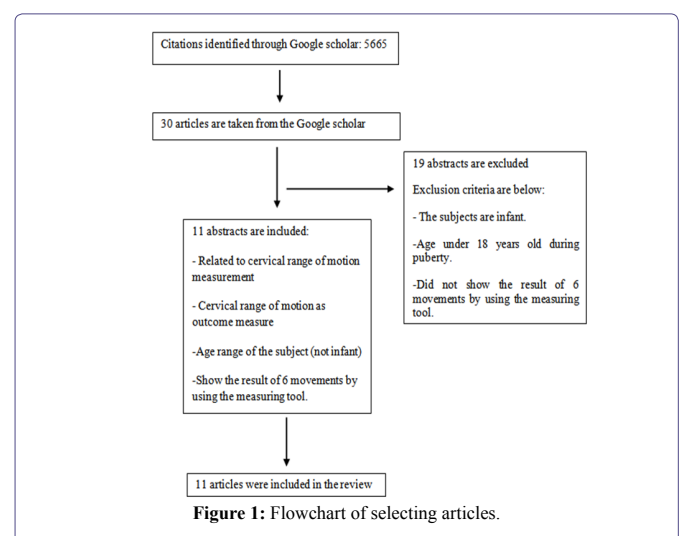 Citations identified through Google scholar: 5665
30 articles are taken from the Google scholar
19 abstracts are excluded
Exclusion criteria are below:
- The subjects are infant.
-Age under 18 years old during
puberty.
-Did not show the result of 6
movements by using the measuring
tool.
11 abstracts are included:
- Related to cervical range of motion
measurement
- Cervical range of motion as
outcome measure
-Age range of the subject (not infant)
-Show the result of 6 movements by
using the measuring tool.
11 articles were included in the review
Figure 1: Flowchart of selecting articles.